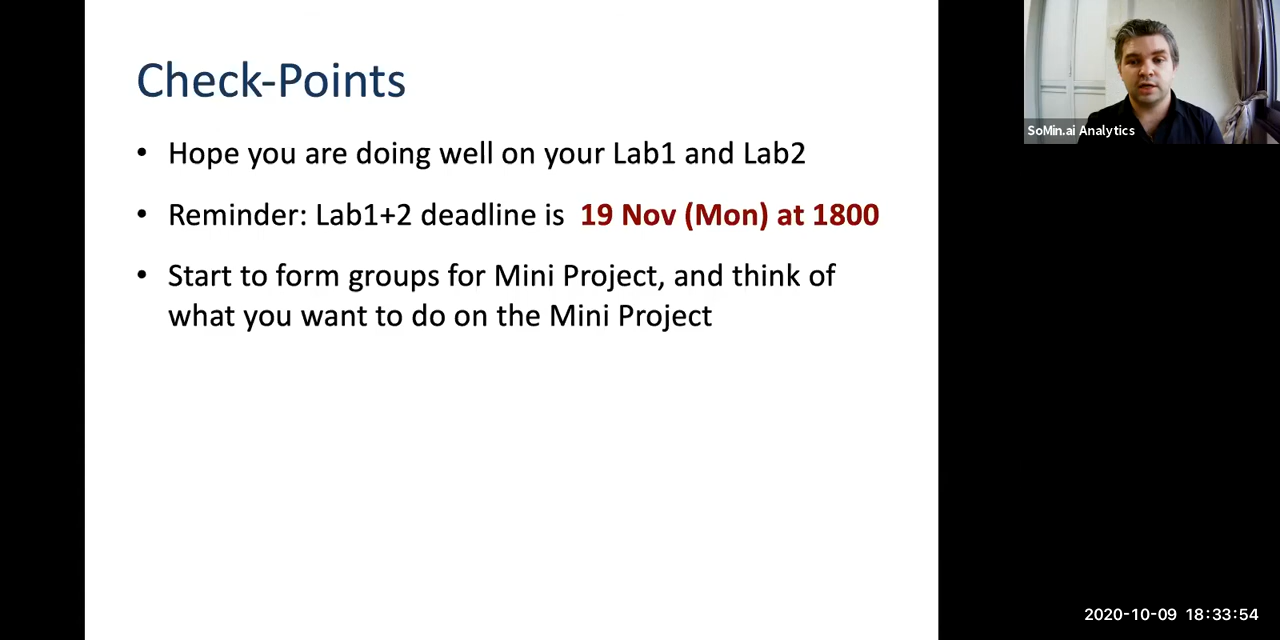 Check-Points
• Hope you are doing well on your Lab1 and Lab2
• Reminder: Lab1+2 deadline is 19 Nov (Mon) at 1800
• Start to form groups for Mini Project, and think of
what you want to do on the Mini Project
SoMin.ai Analytics
2020-10-09 18:33:54